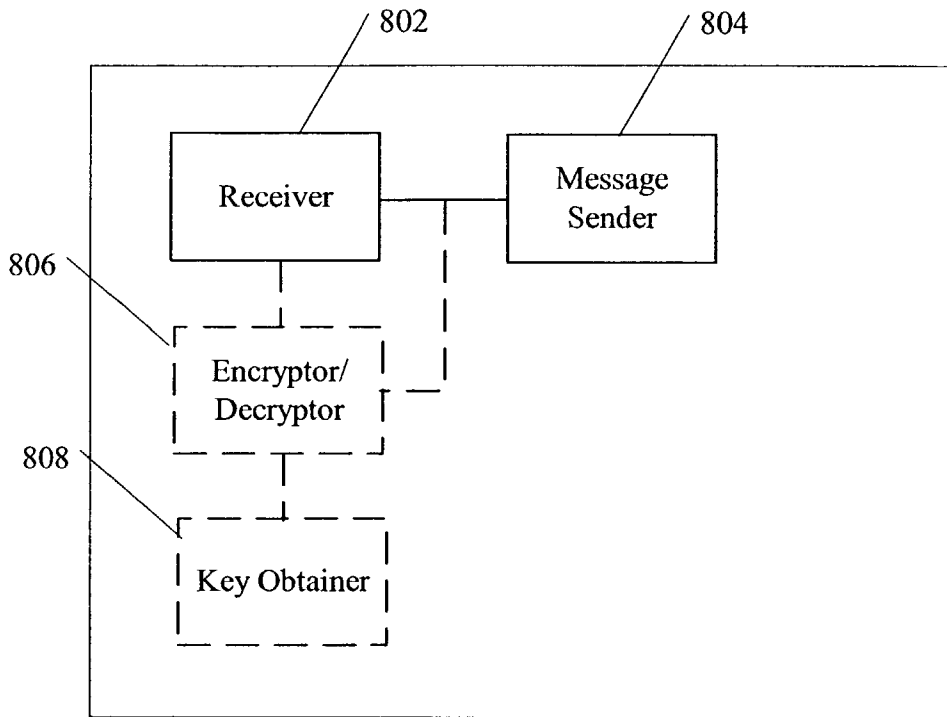 802
804
Receiver
Message
Sender
806
Encryptor/
Decryptor
808
Key Obtainer